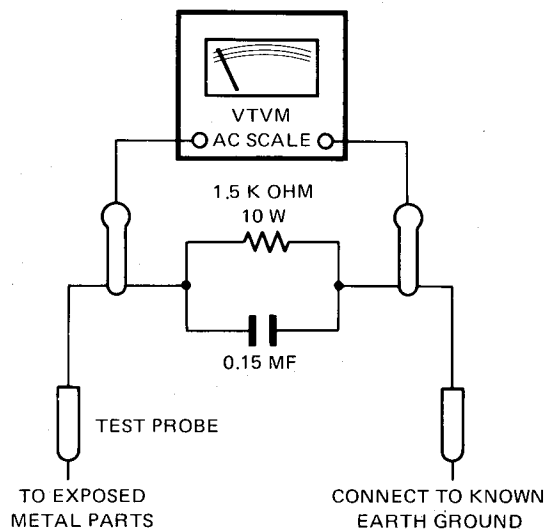 VTVM
AC SCALE
1.5 K OHM
10 W
0.15 MF
TEST PROBE
TO EXPOSED
METAL PARTS
CONNECT TO KNOWN
EARTH GROUND